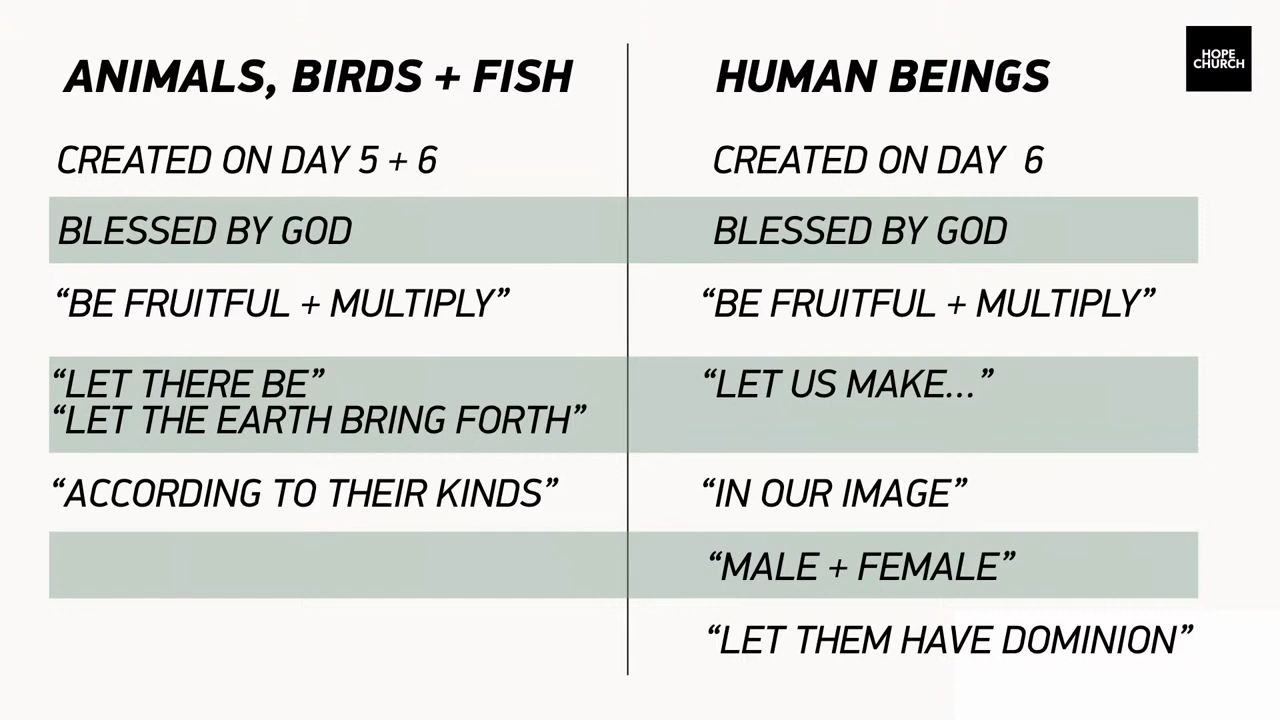 ANIMALS, BIRDS + FISH
HUMAN BEINGS
HOPE
CHURCH
CREATED ON DAY 5 + 6
CREATED ON DAY 6
BLESSED BY GOD
BLESSED BY GOD
“BE FRUITFUL + MULTIPLY”
“BE FRUITFUL + MULTIPLY”
“LET THERE BE”
“LET US MAKE...”
“LET THE EARTH BRING FORTH”
“ACCORDING TO THEIR KINDS”
“IN OUR IMAGE”
“MALE + FEMALE”
“LET THEM HAVE DOMINION”